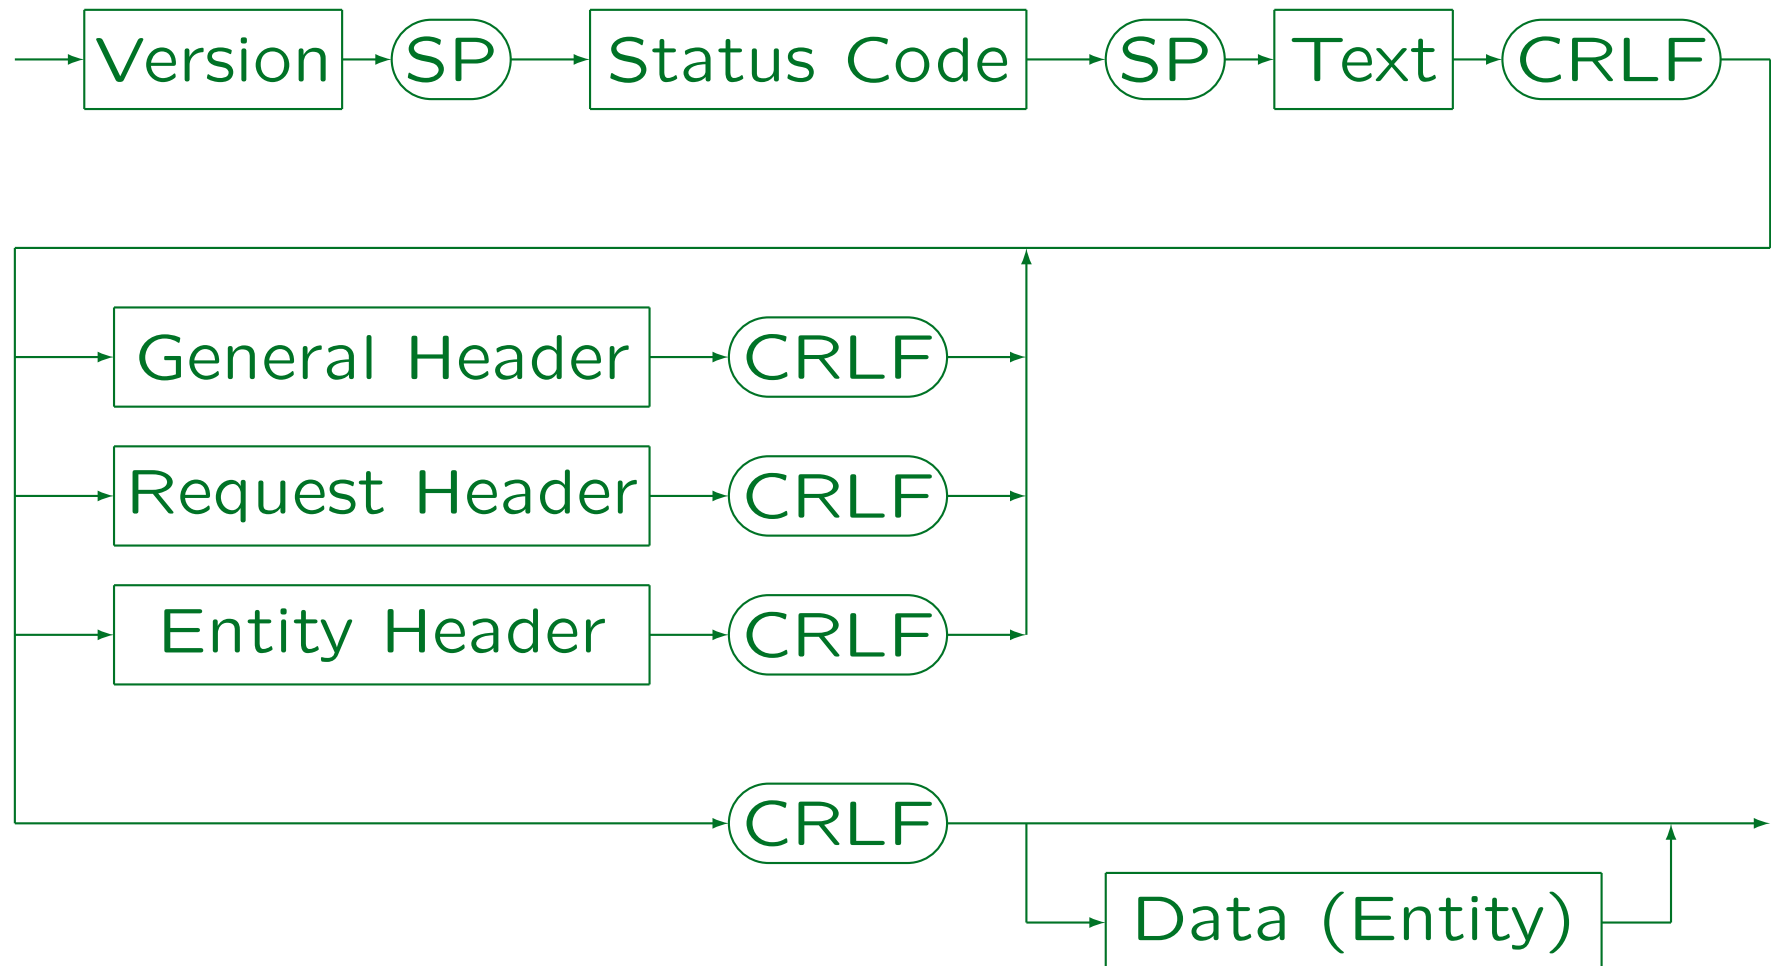 Version SP Status Code SP Text CRLF
General Header CRLF
Request Header CRLF
Entity Header CRLF
CRLF
Data (Entity)